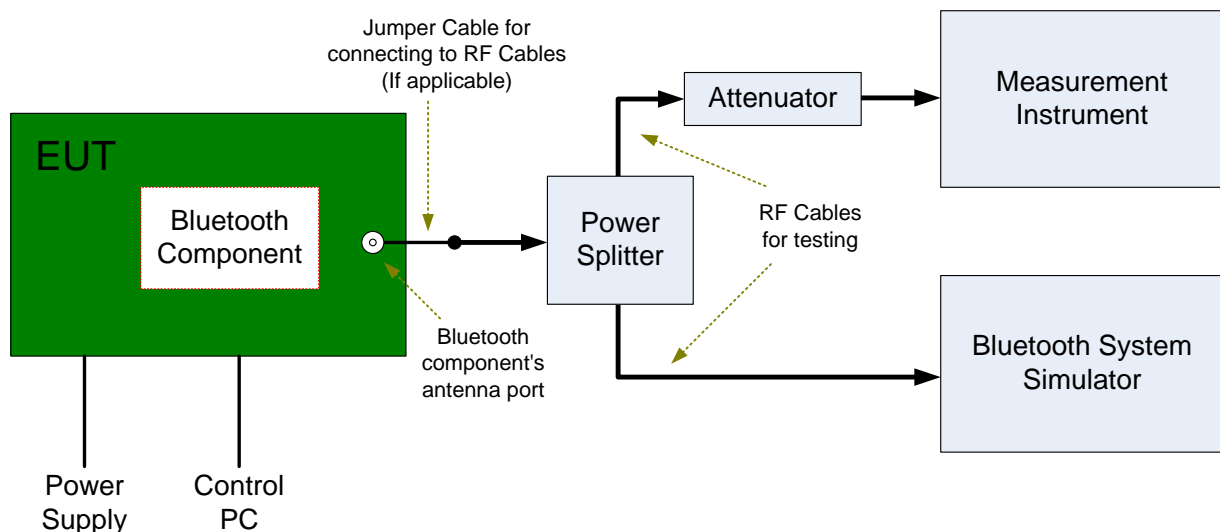 Jumper Cable for
connecting to RF Cables
(If applicable)
EUT
Bluetooth
Component
Bluetooth
component's
antenna port
Power
Supply
Control
PC
Power
Splitter
Attenuator
RF Cables
for testing
Measurement
Instrument
Bluetooth System
Simulator